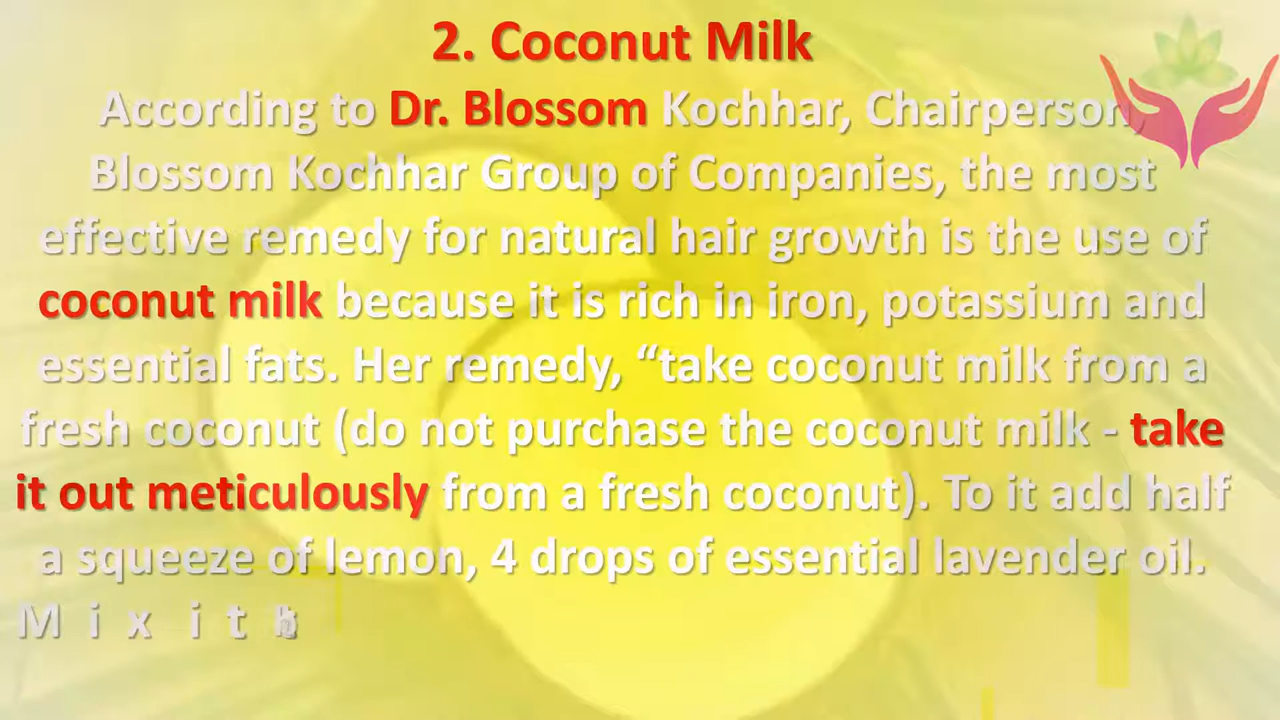 2. Coconut Milk
According to Dr. Blossom Kochhar, Chairperson,
Blossom Kochhar Group of Companies, the most
effective remedy for natural hair growth is the use of
coconut milk because it is rich in iron, potassium and
essential fats. Her remedy, “take coconut milk from a
fresh coconut (do not purchase the coconut milk - take
it out meticulously from a fresh coconut). To it add half
a squeeze of lemon, 4 drops of essential lavender oil.
Mix it